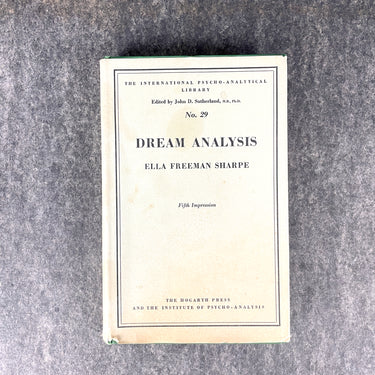 THE INTERNATIONAL PSYCHO-ANALYTICAL
LIBRARY
Edited by John D. Sutherland, M.B., PH.D.
No. 29
DREAM ANALYSIS
ELLA FREEMAN SHARPE
Fifth Impression
THE HOGARTH PRESS
AND THE INSTITUTE OF PSYCHO-ANALYSIS